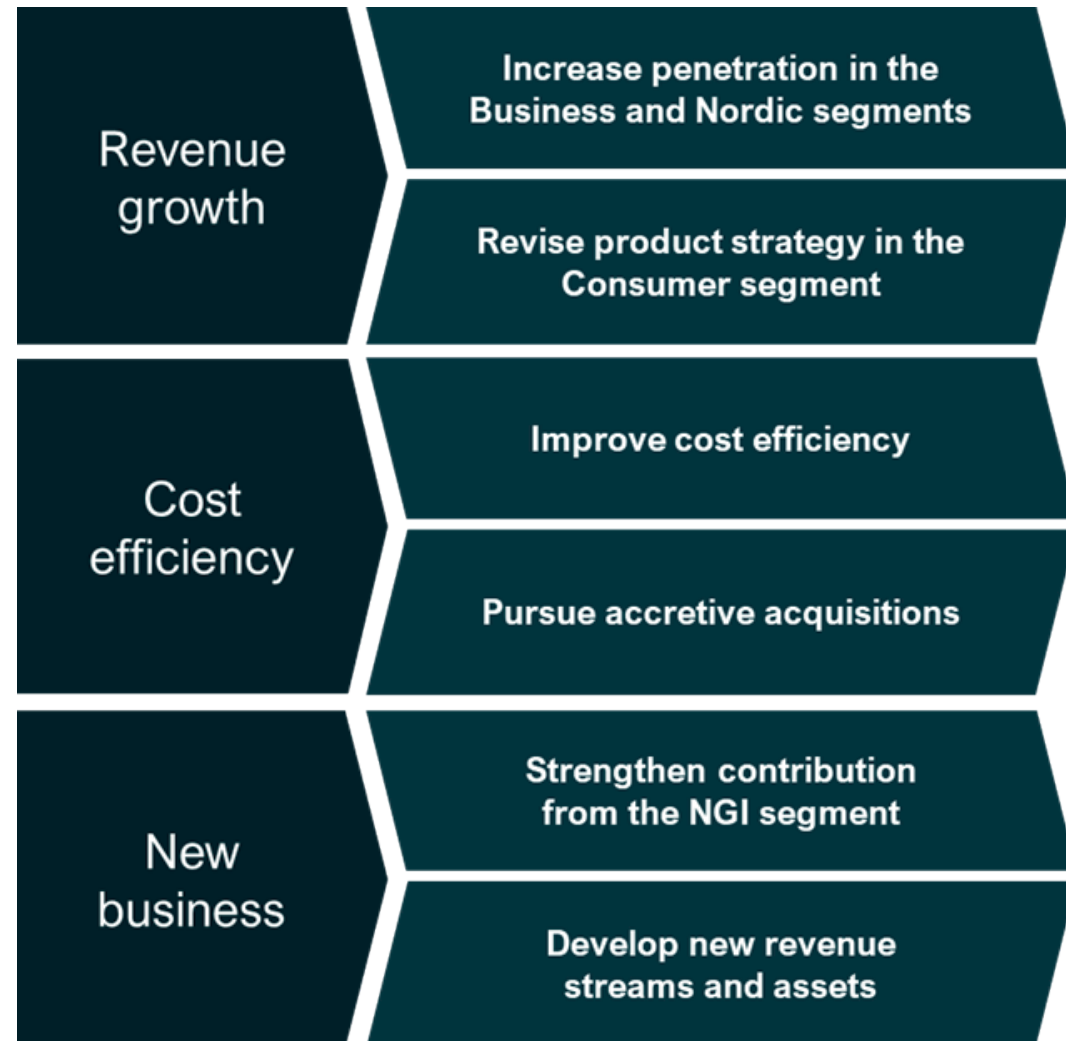 Revenue
growth
Increase penetration in the
Business and Nordic segments
Revise product strategy in the
Consumer segment
Cost
efficiency
Improve cost efficiency
Pursue accretive acquisitions
New
business
Strengthen contribution
from the NGI segment
Develop new revenue
streams and assets